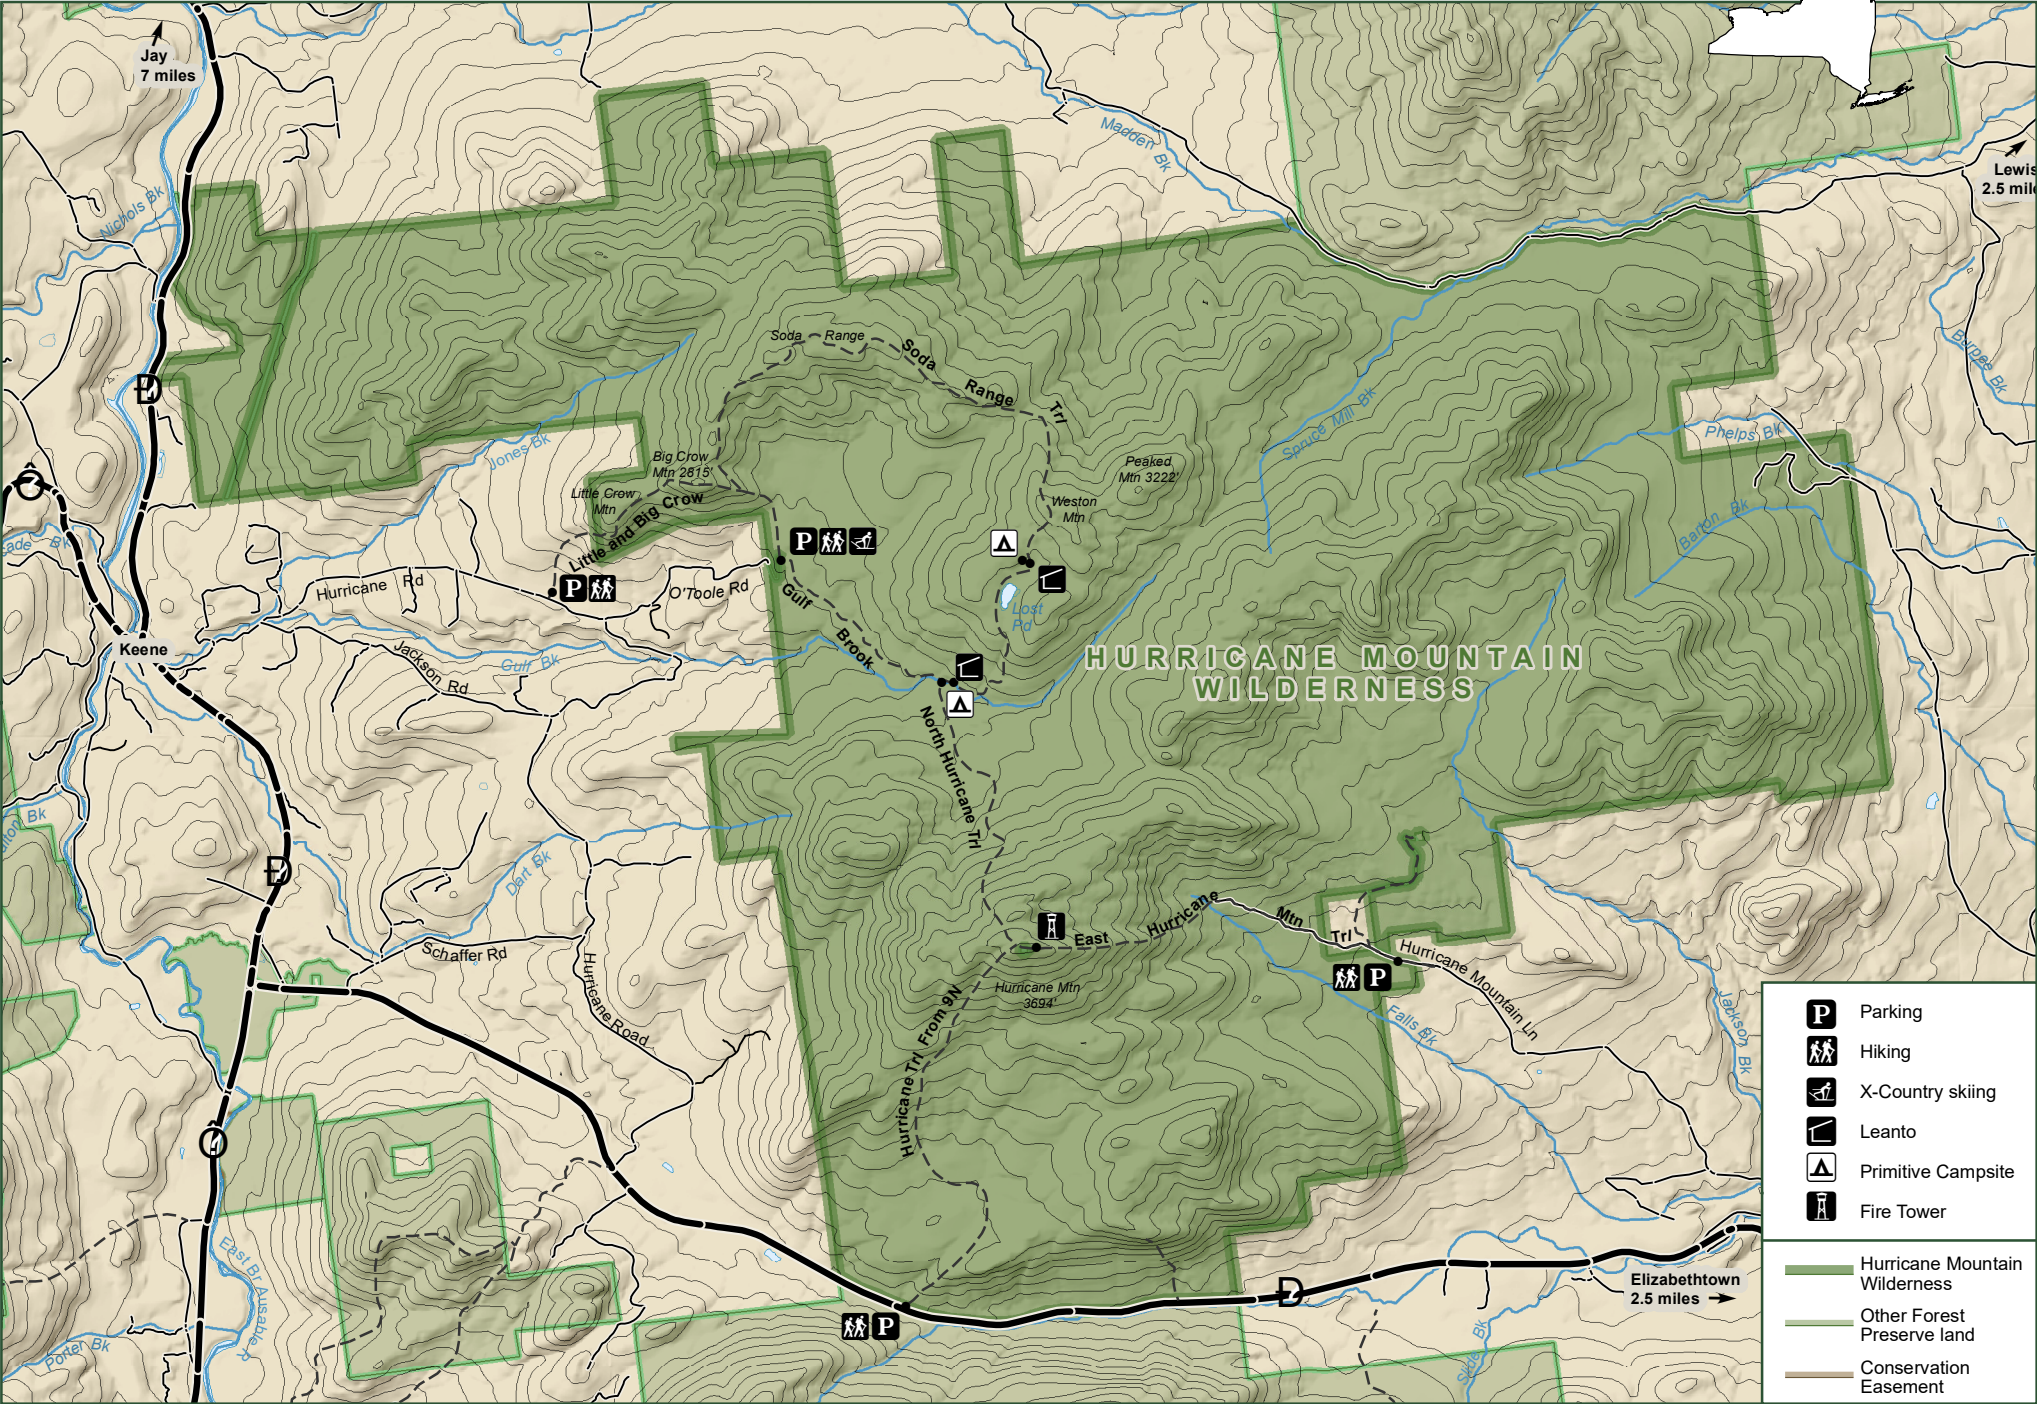 Jay
7 miles
Madden Bk
Lewis
Nichols Bk
Soda Range
Soda Range Trl
Burpee Bk
Spruce Mill Bk
Phelps Bk
Jones Bk
Big Crow
Mtn 2815'
Peaked
Mtn 3222'
Little Crow
Mtn
Weston
Mtn
Little and Big Crow
Barton Bk
P
Hurricane Rd
P
O'Toole Rd
Gulf Brook
Lost
Pd
Keene
Jackson Rd
Gulf Bk
HURRICANE MOUNTAIN
WILDERNESS
North Hurricane Trl
Dart Bk
East Hurricane Mtn Trl
Schaffer Rd
Hurricane Road
Hurricane Mtn
3694'
P
Hurricane Mountain Ln
Hurricane Trl From 9N
Falls Bk
Jackson Bk
East Br Ausable R
Porter Bk
P
Slide Bk
Elizabethtown
2.5 miles
P Parking
Hiking
X-Country skiing
Leanto
Primitive Campsite
Fire Tower
Hurricane Mountain
Wilderness
Other Forest
Preserve land
Conservation
Easement